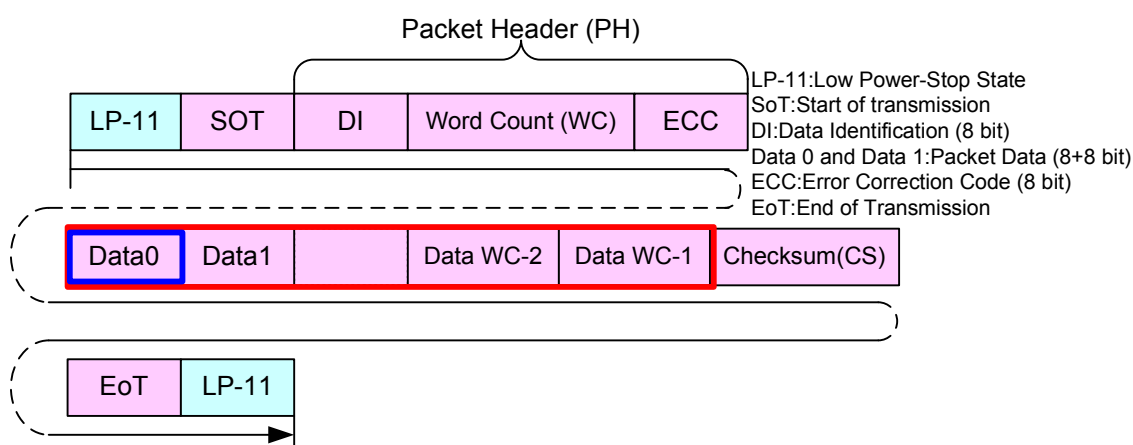 Packet Header (PH)
LP-11 SOT DI Word Count (WC) ECC
LP-11:Low Power-Stop State
SoT:Start of transmission
DI:Data Identification (8 bit)
Data 0 and Data 1:Packet Data (8+8 bit)
ECC:Error Correction Code (8 bit)
EoT:End of Transmission
Data0 Data1 Data WC-2 Data WC-1 Checksum(CS)
EoT LP-11